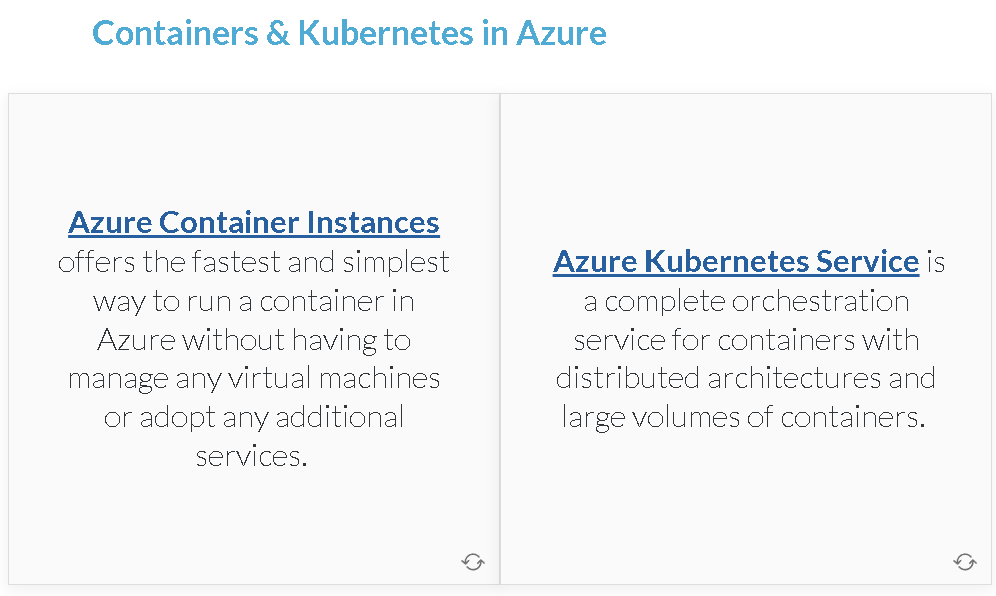 Containers & Kubernetes in Azure
Azure Container Instances
offers the fastest and simplest
way to run a container in
Azure without having to
manage any virtual machines
or adopt any additional
services.
Azure Kubernetes Service is
a complete orchestration
service for containers with
distributed architectures and
large volumes of containers.